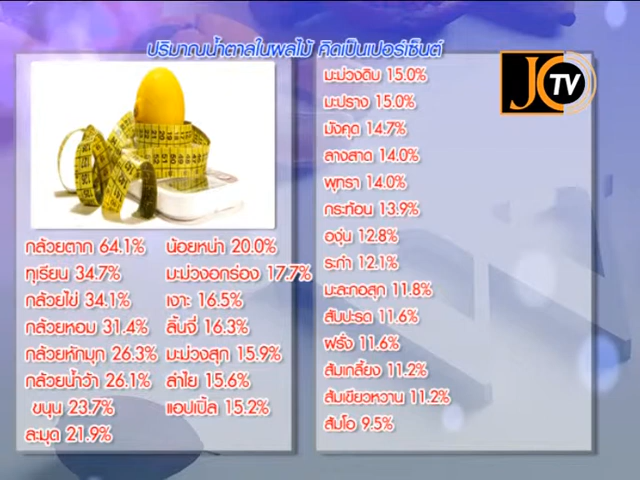 ปริมาณน้ำตาลในผลไม้ คิดเป็นเปอร์เซ็นต์
JC TV
กล้วยตาก 64.1%
ทุเรียน 34.7%
กล้วยไข่ 34.1%
กล้วยหอม 31.4%
กล้วยหักมุก 26.3%
กล้วยน้ำว้า 26.1%
ขนุน 23.7%
ละมุด 21.9%
น้อยหน่า 20.0%
มะม่วงอกร่อง 17.7%
เงาะ 16.5%
ลิ้นจี่ 16.3%
มะม่วงสุก 15.9%
ลำไย 15.6%
แอปเปิ้ล 15.2%
มะม่วงดิบ 15.0%
มะปราง 15.0%
มังคุด 14.7%
ลางสาด 14.0%
พุทรา 14.0%
กระท้อน 13.9%
องุ่น 12.8%
ระกำ 12.1%
มะละกอสุก 11.8%
สัปะรด 11.6%
ฝรั่ง 11.6%
ส้มเกลี้ยง 11.2%
ส้มเขียวหวาน 11.2%
ส้มโอ 9.5%